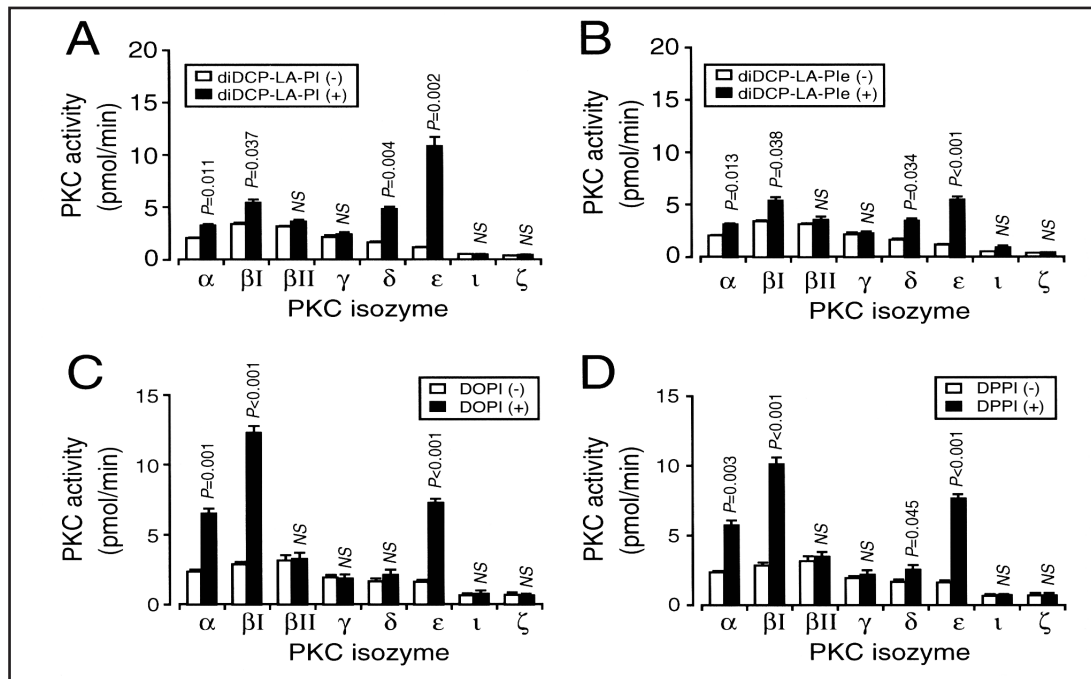 A
20
15
10
5
0
PKC activity
(pmol/min)
diDCP-LA-PI (-)
diDCP-LA-PI (+)
P=0.011
P=0.037
NS
NS
P=0.004
P=0.002
NS
NS
α βI βII γ δ ε ι ζ
PKC isozyme
B
20
15
10
5
0
PKC activity
(pmol/min)
diDCP-LA-PIe (-)
diDCP-LA-PIe (+)
P=0.013
P=0.038
NS
NS
P=0.034
P<0.001
NS
NS
α βI βII γ δ ε ι ζ
PKC isozyme
C
15
10
5
0
PKC activity
(pmol/min)
DOPI (-)
DOPI (+)
P=0.001
P<0.001
NS
NS
NS
P<0.001
NS
NS
α βI βII γ δ ε ι ζ
PKC isozyme
D
15
10
5
0
PKC activity
(pmol/min)
DPPI (-)
DPPI (+)
P=0.003
P<0.001
NS
NS
P=0.045
P<0.001
NS
NS
α βI βII γ δ ε ι ζ
PKC isozyme